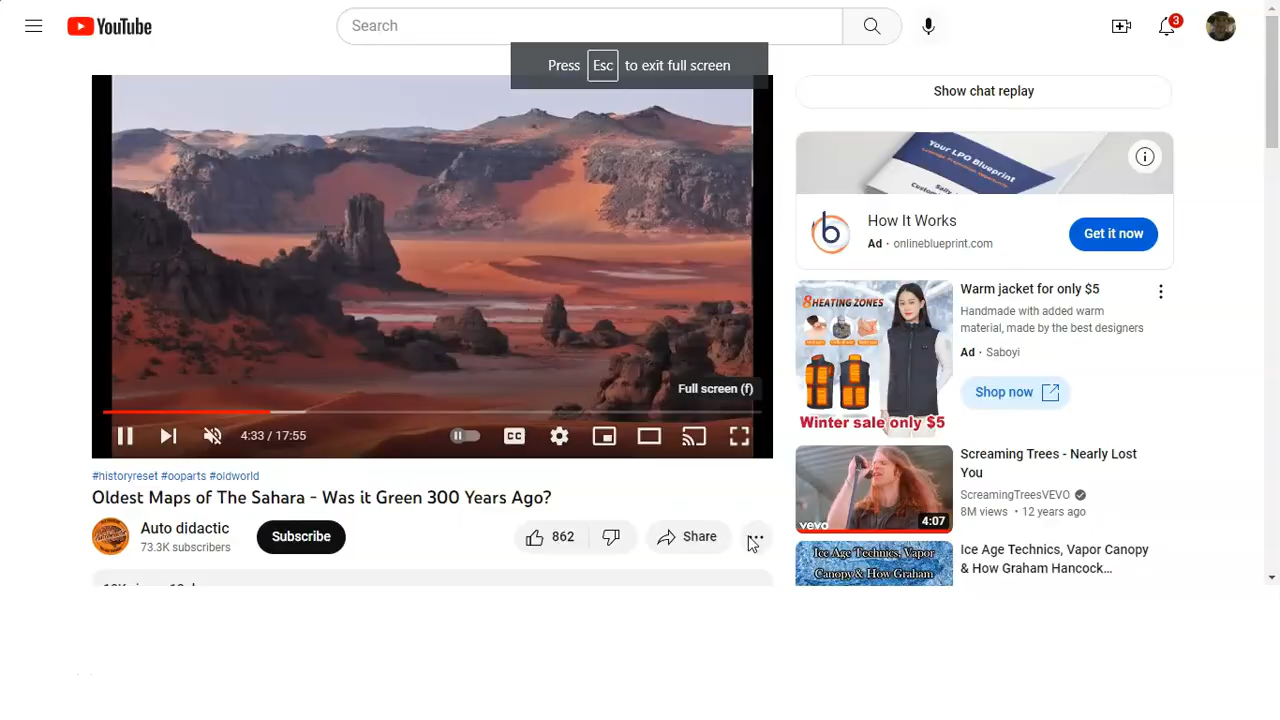 YouTube
Search
3
Press Esc to exit full screen
Full screen (f)
4:33 / 17:55
CC
#historyreset #ooparts #oldworld
Oldest Maps of The Sahara - Was it Green 300 Years Ago?
Auto didactic
73.3K subscribers
Subscribe
862
Share
Show chat replay
Your LPO Blueprint
How It Works
Ad · onlineblueprint.com
Get it now
8 HEATING ZONES
Winter sale only $5
Warm jacket for only $5
Handmade with added warm
material, made by the best designers
Ad · Saboyi
Shop now
vevo
4:07
Screaming Trees - Nearly Lost
You
ScreamingTreesVEVO
8M views · 12 years ago
Ice Age Technics, Vapor
Canopy & How Graham
Ice Age Technics, Vapor Canopy
& How Graham Hancock…